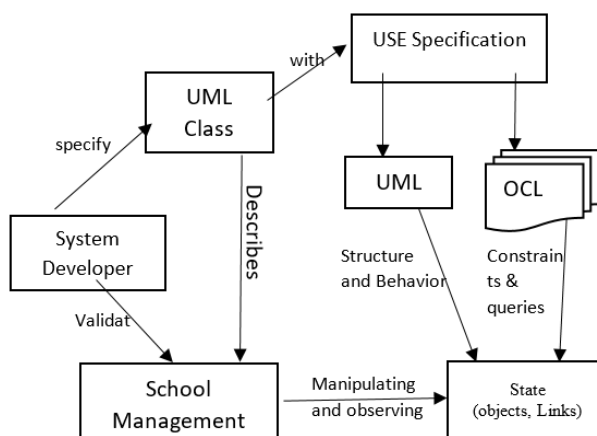 USE Specification
with
UML
Class
specify
UML
OCL
Describes
System
Developer
Structure
and Behavior
Constrain
ts &
queries
Validat
School
Management
Manipulating
and observing
State
(objects, Links)